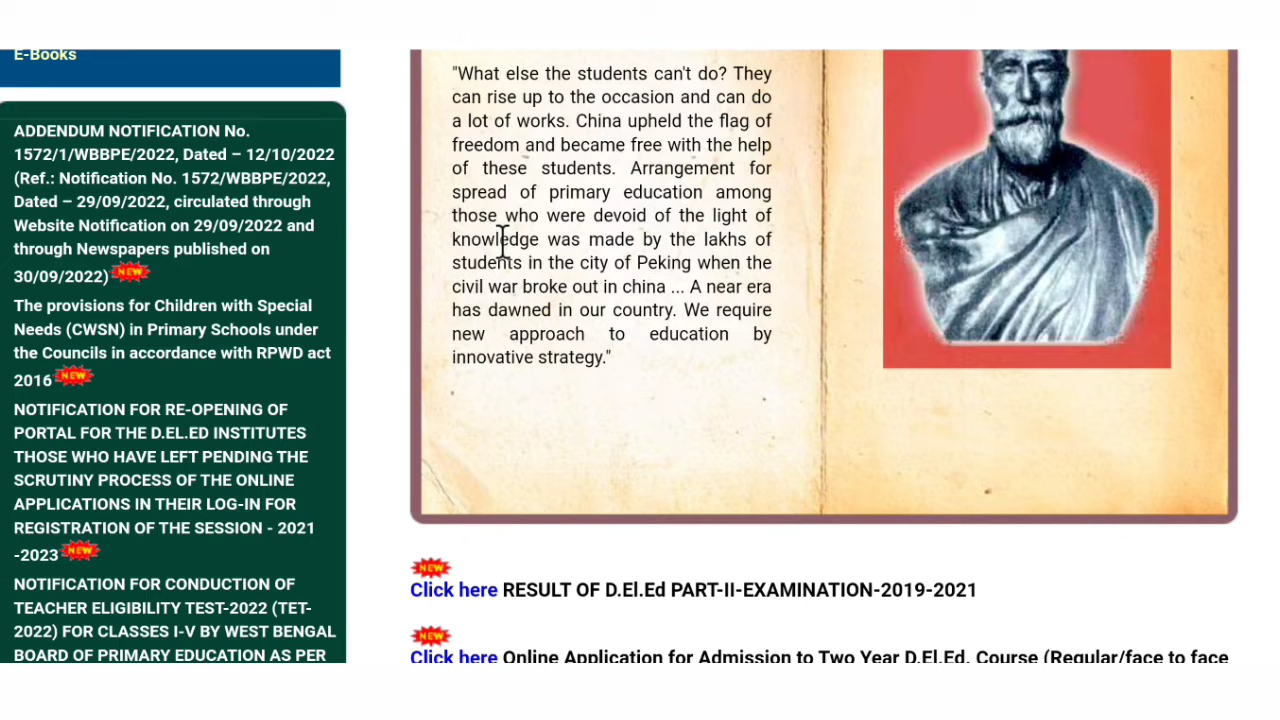 E-Books
ADDENDUM NOTIFICATION No.
1572/1/WBBPE/2022, Dated – 12/10/2022
(Ref.: Notification No. 1572/WBBPE/2022,
Dated – 29/09/2022, circulated through
Website Notification on 29/09/2022 and
through Newspapers published on
30/09/2022) NEW
The provisions for Children with Special
Needs (CWSN) in Primary Schools under
the Councils in accordance with RPWD act
2016 NEW
NOTIFICATION FOR RE-OPENING OF
PORTAL FOR THE D.EL.ED INSTITUTES
THOSE WHO HAVE LEFT PENDING THE
SCRUTINY PROCESS OF THE ONLINE
APPLICATIONS IN THEIR LOG-IN FOR
REGISTRATION OF THE SESSION - 2021
-2023 NEW
NOTIFICATION FOR CONDUCTION OF
TEACHER ELIGIBILITY TEST-2022 (TET-
2022) FOR CLASSES I-V BY WEST BENGAL
BOARD OF PRIMARY EDUCATION AS PER
"What else the students can't do? They
can rise up to the occasion and can do
a lot of works. China upheld the flag of
freedom and became free with the help
of these students. Arrangement for
spread of primary education among
those who were devoid of the light of
knowledge was made by the lakhs of
students in the city of Peking when the
civil war broke out in china ... A near era
has dawned in our country. We require
new approach to education by
innovative strategy."
NEW
Click here RESULT OF D.El.Ed PART-II-EXAMINATION-2019-2021
NEW
Click here Online Application for Admission to Two Year D.El.Ed. Course (Regular/face to face